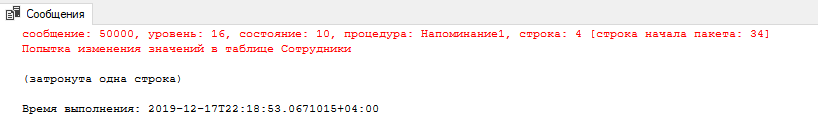 Сообщения
сообщение: 50000, уровень: 16, состояние: 10, процедура: Напоминание1, строка: 4 [строка начала пакета: 34]
Попытка изменения значений в таблице Сотрудники
(затронута одна строка)
Время выполнения: 2019-12-17T22:18:53.0671015+04:00